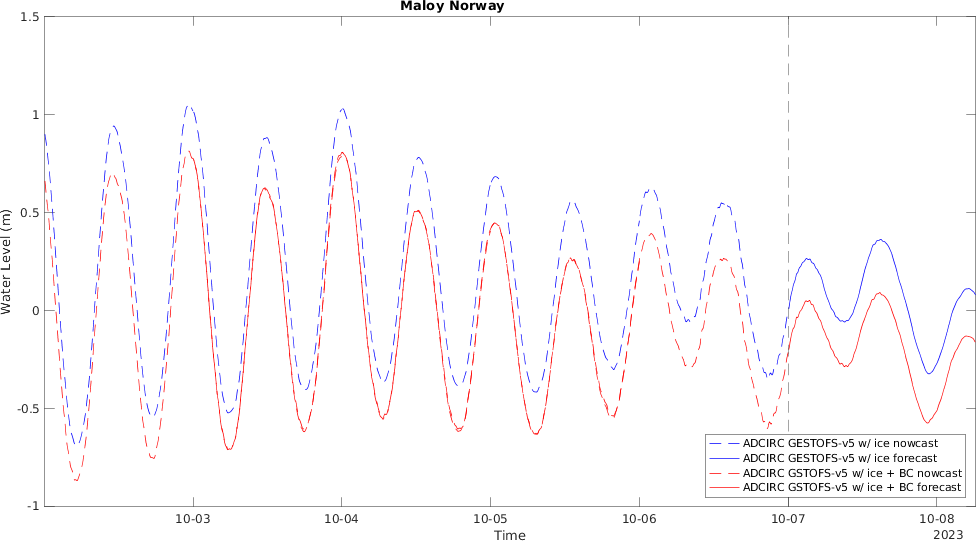 Maloy Norway
1.5
1
0.5
0
-0.5
-1
Water Level (m)
10-03 10-04 10-05 10-06 10-07 10-08
Time
2023
ADCIRC GESTOFS-v5 w/ ice nowcast
ADCIRC GESTOFS-v5 w/ ice forecast
ADCIRC GSTOFS-v5 w/ ice + BC nowcast
ADCIRC GSTOFS-v5 w/ ice + BC forecast